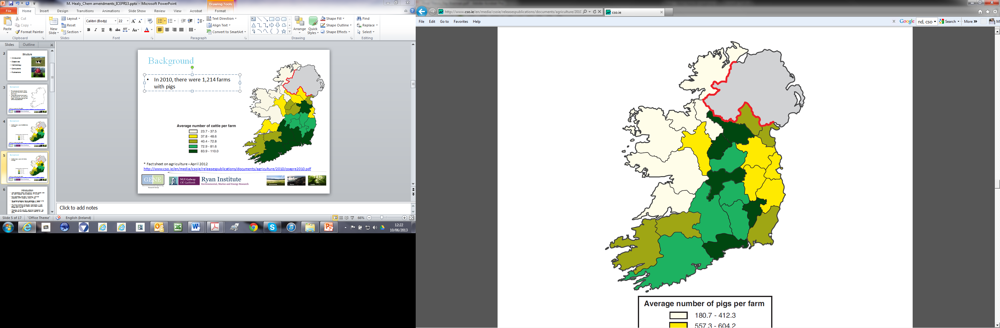 M. Healy_Chem amendments_ICEPR13.pptx - Microsoft PowerPoint
Drawing Tools
File Home Insert Design Transitions Animations Slide Show Review View Acrobat Format
Cut
Copy
Format Painter
Paste
Clipboard
New
Slide
Layout
Reset
Section
Slides
Calibri (Body) 22
Font
Text Direction
Align Text
Convert to SmartArt
Paragraph
Arrange
Quick
Styles
Shape Fill
Shape Outline
Shape Effects
Drawing
Find
Replace
Select
Editing
Slides Outline
2
Structure
Introduction
Objectives
Methodology
Conclusions
Publications
3
4
5
6
Introduction
Background
• In 2010, there were 1,214 farms
with pigs
Average number of cattle per farm
23.7 - 37.5
37.8 - 48.6
40.4 - 72.8
72.9 - 81.6
83.9 - 110.0
* Fact sheet on agriculture – April 2012
http://www.cso.ie/en/media/csoie/releasespublications/documents/agriculture/2010/coapre2010.pdf
GENE
Geo-Environmental Engineering
Research Group
NUI Galway
OÉ Gaillimh
Ryan Institute
Environmental, Marine and Energy Research
Click to add notes
Slide 5 of 17 "Office Theme" English (Ireland) 66%
12:22
10/06/2013
http://www.cso.ie/en/media/csoie/releasespublications/documents/agriculture/2010
cso.ie
File Edit Go to Favorites Help
x Google nd, cso Search More »
Average number of pigs per farm
180.7 - 412.3
557.3 - 604.2